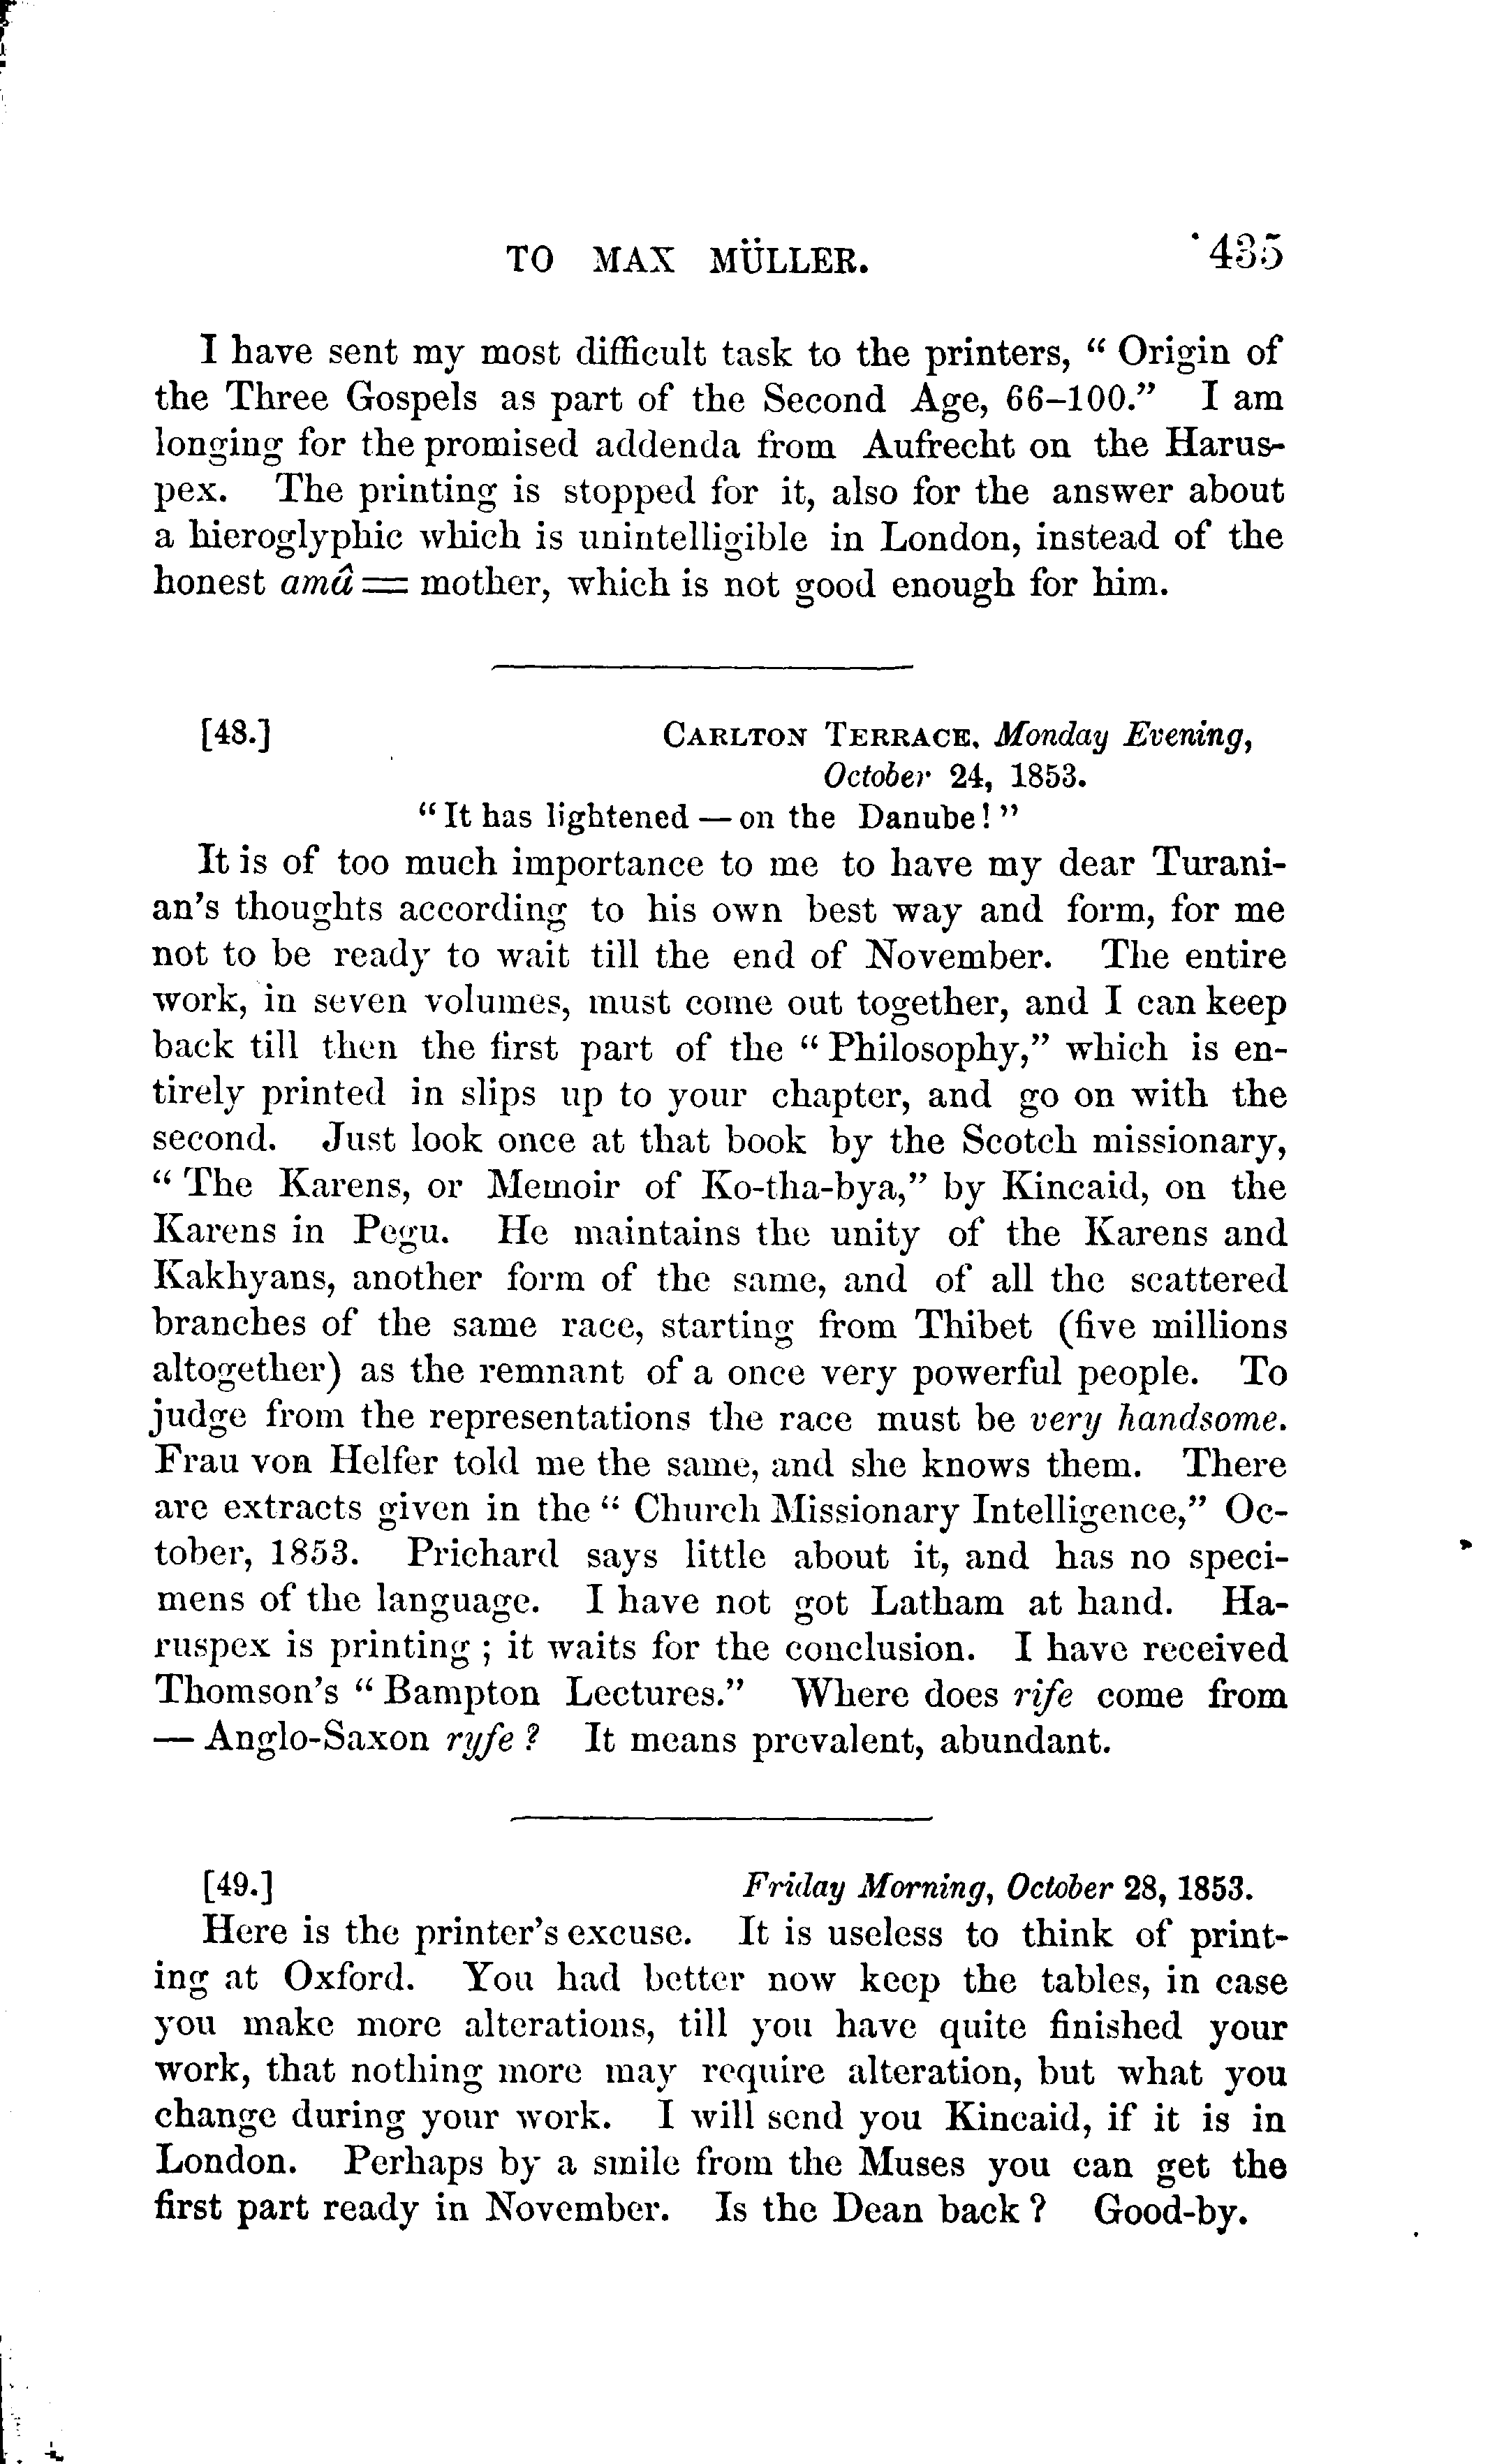 TO MAX MÜLLER. 435
I have sent my most difficult task to the printers, " Origin of
the Three Gospels as part of the Second Age, 66–100." I am
longing for the promised addenda from Aufrecht on the Harus-
pex. The printing is stopped for it, also for the answer about
a hieroglyphic which is unintelligible in London, instead of the
honest amâ = mother, which is not good enough for him.
[48.] CARLTON TERRACE, Monday Evening,
October 24, 1853.
"It has lightened — on the Danube!"
It is of too much importance to me to have my dear Turani-
an's thoughts according to his own best way and form, for me
not to be ready to wait till the end of November. The entire
work, in seven volumes, must come out together, and I can keep
back till then the first part of the "Philosophy," which is en-
tirely printed in slips up to your chapter, and go on with the
second. Just look once at that book by the Scotch missionary,
" The Karens, or Memoir of Ko-tha-bya," by Kincaid, on the
Karens in Pegu. He maintains the unity of the Karens and
Kakhyans, another form of the same, and of all the scattered
branches of the same race, starting from Thibet (five millions
altogether) as the remnant of a once very powerful people. To
judge from the representations the race must be very handsome.
Frau von Helfer told me the same, and she knows them. There
are extracts given in the " Church Missionary Intelligence," Oc-
tober, 1853. Prichard says little about it, and has no speci-
mens of the language. I have not got Latham at hand. Ha-
ruspex is printing ; it waits for the conclusion. I have received
Thomson's " Bampton Lectures." Where does rife come from
— Anglo-Saxon ryfe ? It means prevalent, abundant.
[49.] Friday Morning, October 28, 1853.
Here is the printer's excuse. It is useless to think of print-
ing at Oxford. You had better now keep the tables, in case
you make more alterations, till you have quite finished your
work, that nothing more may require alteration, but what you
change during your work. I will send you Kincaid, if it is in
London. Perhaps by a smile from the Muses you can get the
first part ready in November. Is the Dean back ? Good-by.